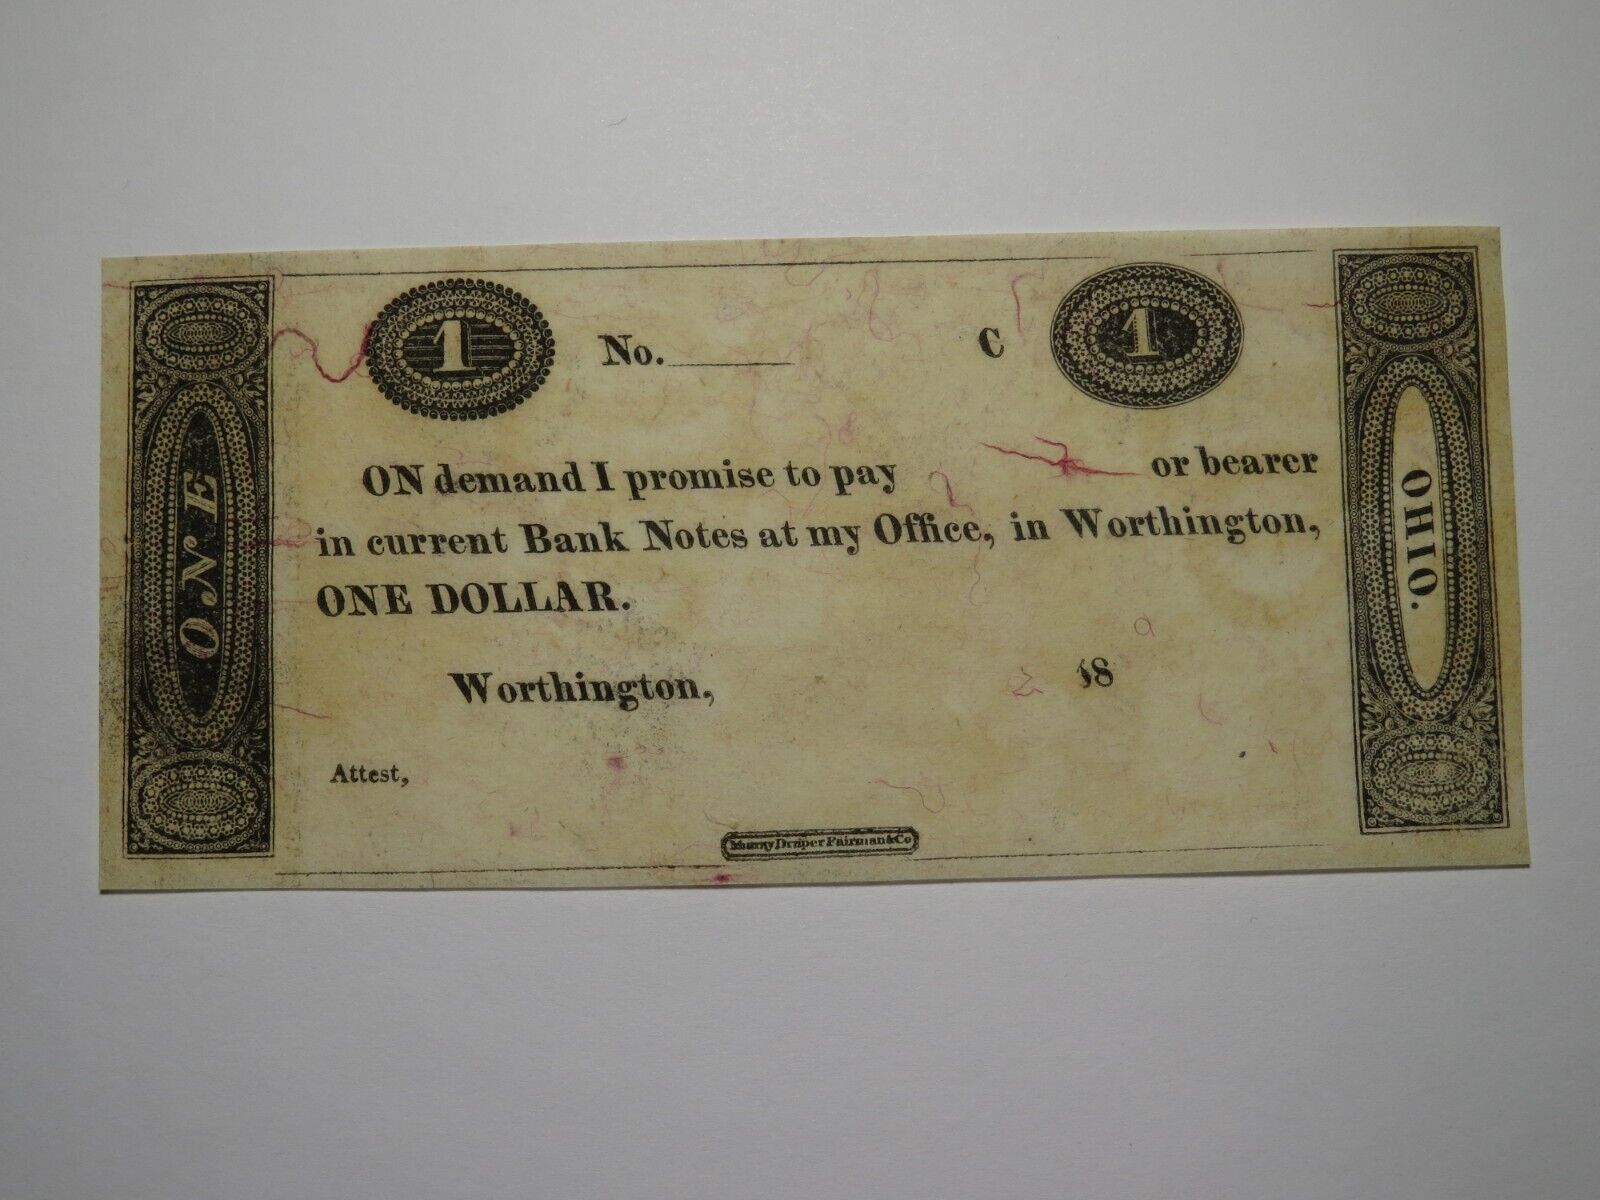 1 No. C 1
ON demand I promise to pay or bearer
in current Bank Notes at my Office, in Worthington,
ONE DOLLAR.
Worthington, 18
Attest,
Murray Draper Fairman & Co
ONE
OHIO.